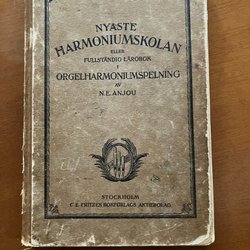 NYASTE
HARMONIUMSKOLAN
ELLER
FULLSTÄNDIG LÄROBOK
I
ORGELHARMONIUMSPELNING
AV
N.E. ANJOU
STOCKHOLM
C.E. FRITZES BOKFÖRLAGS AKTIEBOLAG